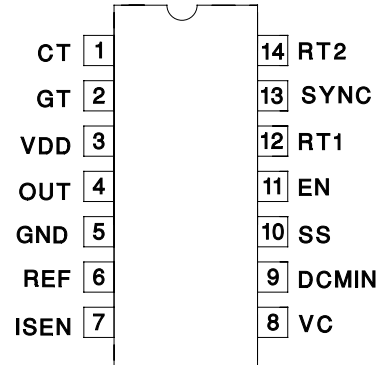 CT 1 14 RT2
GT 2 13 SYNC
VDD 3 12 RT1
OUT 4 11 EN
GND 5 10 SS
REF 6 9 DCMIN
ISEN 7 8 VC